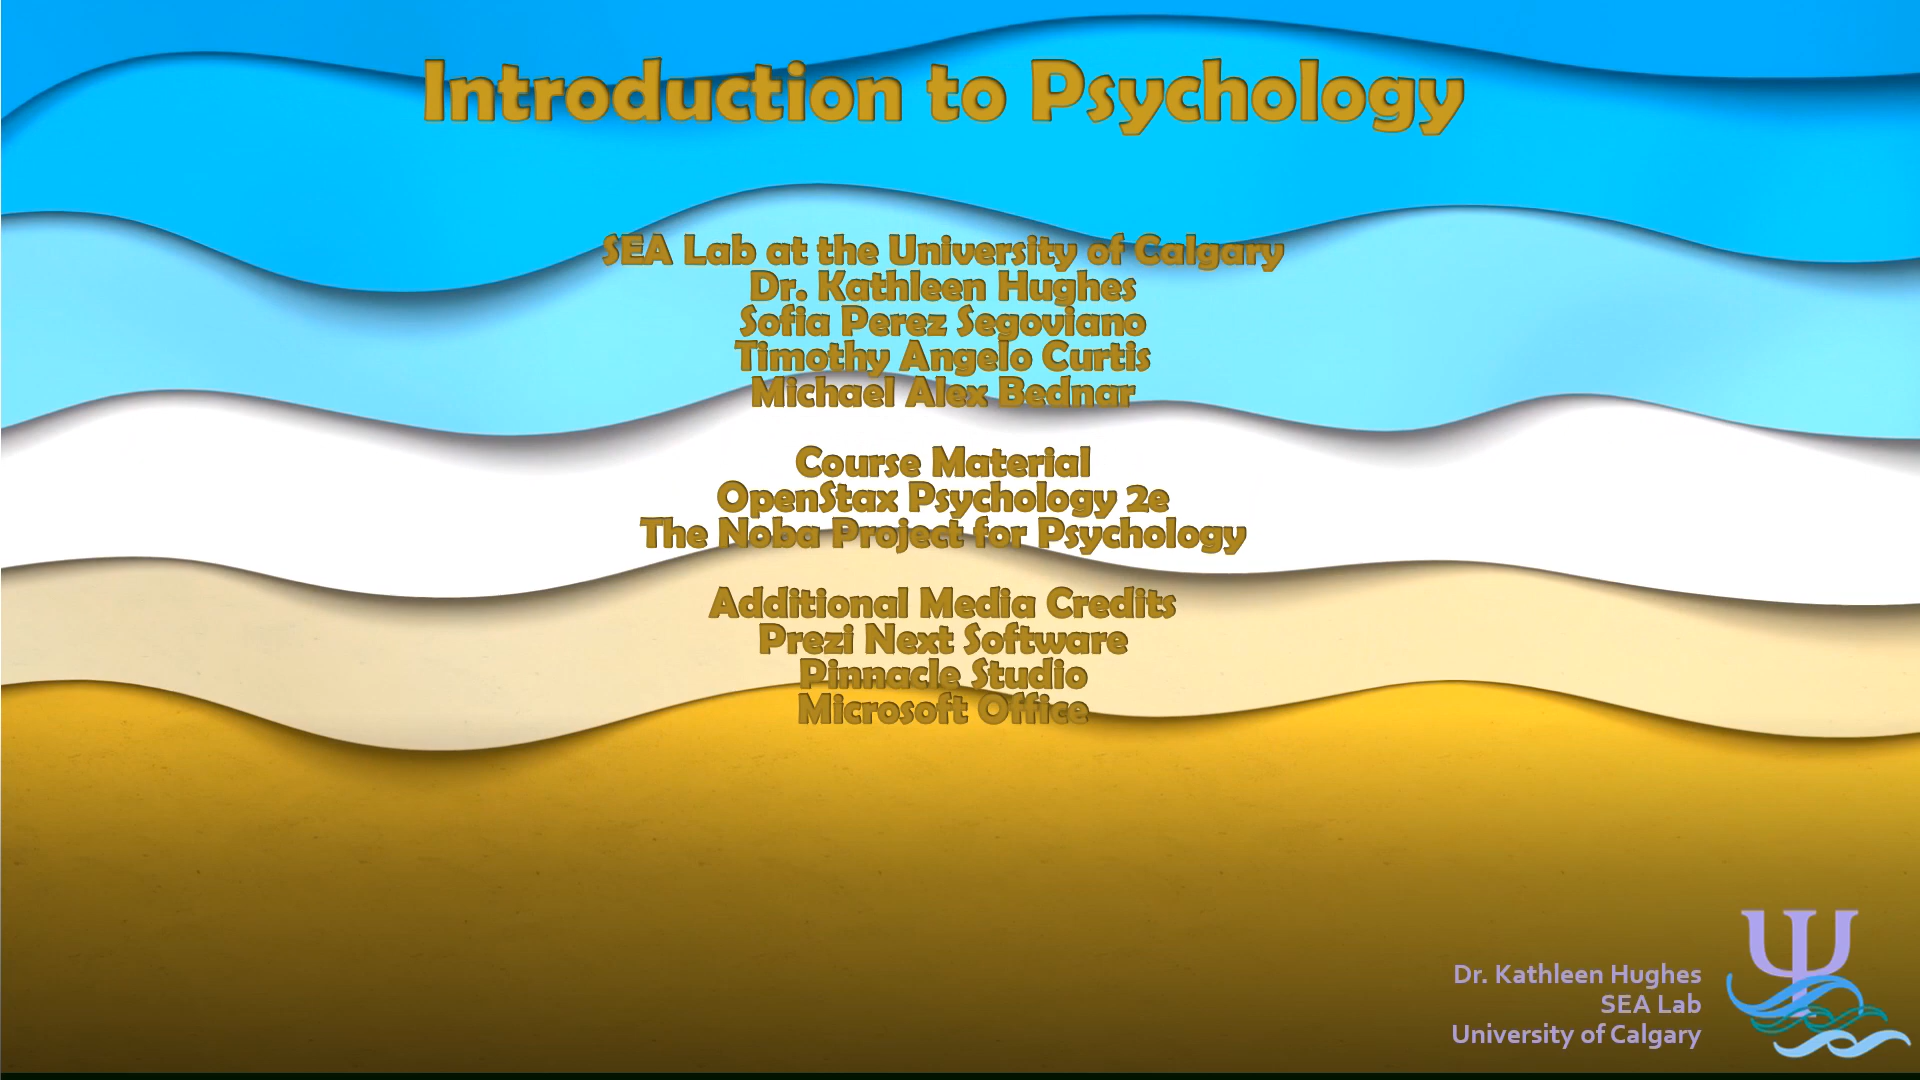 Introduction to Psychology
SEA Lab at the University of Calgary
Dr. Kathleen Hughes
Sofia Perez Segoviano
Timothy Angelo Curtis
Michael Alex Bednar
Course Material
OpenStax Psychology 2e
The Noba Project for Psychology
Additional Media Credits
Prezi Next Software
Pinnacle Studio
Microsoft Office
Dr. Kathleen Hughes
SEA Lab
University of Calgary
Ψ